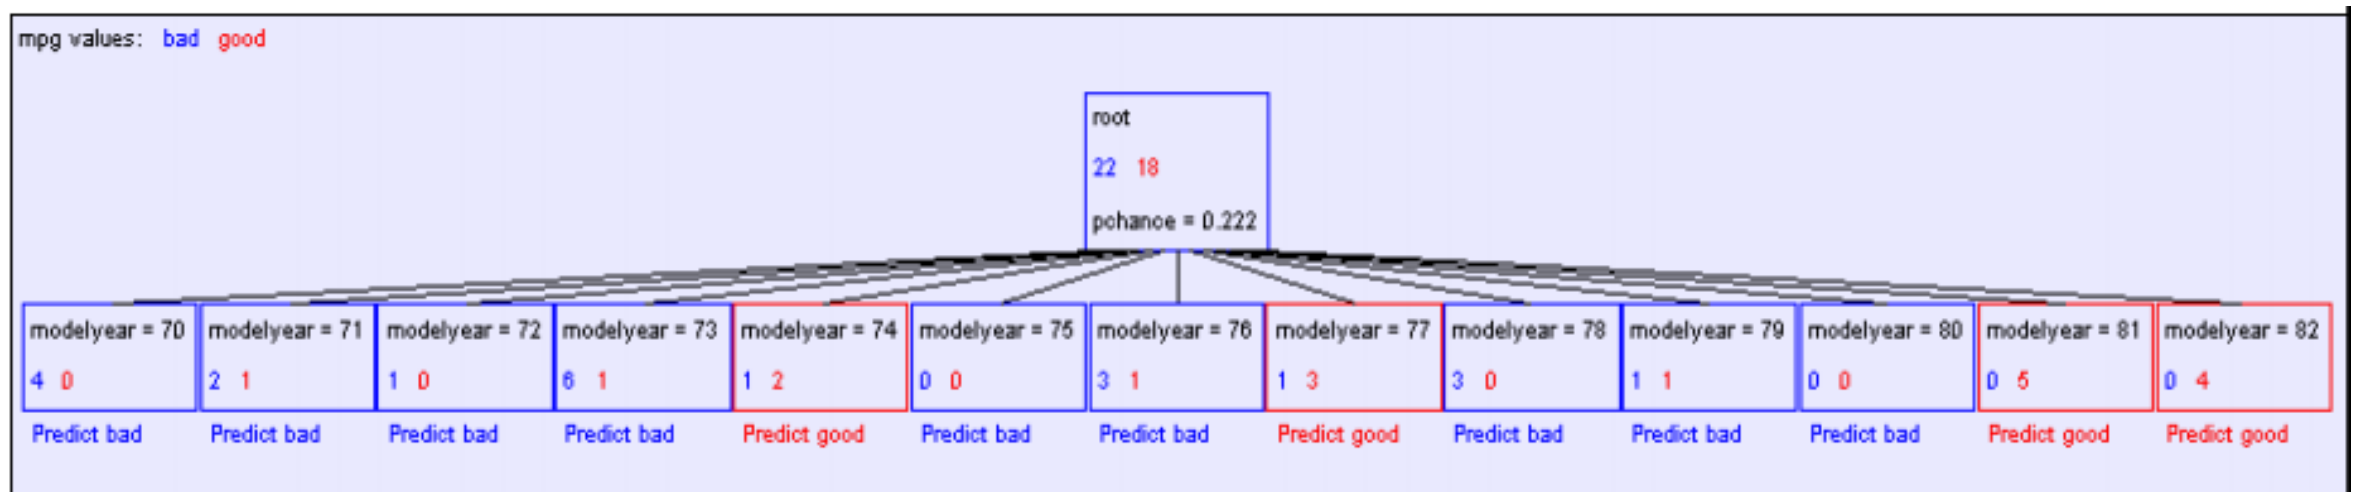 mpg values: bad good
root
22 18
pchance = 0.222
modelyear = 70 modelyear = 71 modelyear = 72 modelyear = 73 modelyear = 74 modelyear = 75 modelyear = 76 modelyear = 77 modelyear = 78 modelyear = 79 modelyear = 80 modelyear = 81 modelyear = 82
4 0 2 1 1 0 6 1 1 2 0 0 3 1 1 3 3 0 1 1 0 0 0 5 0 4
Predict bad Predict bad Predict bad Predict bad Predict good Predict bad Predict bad Predict good Predict bad Predict bad Predict bad Predict good Predict good